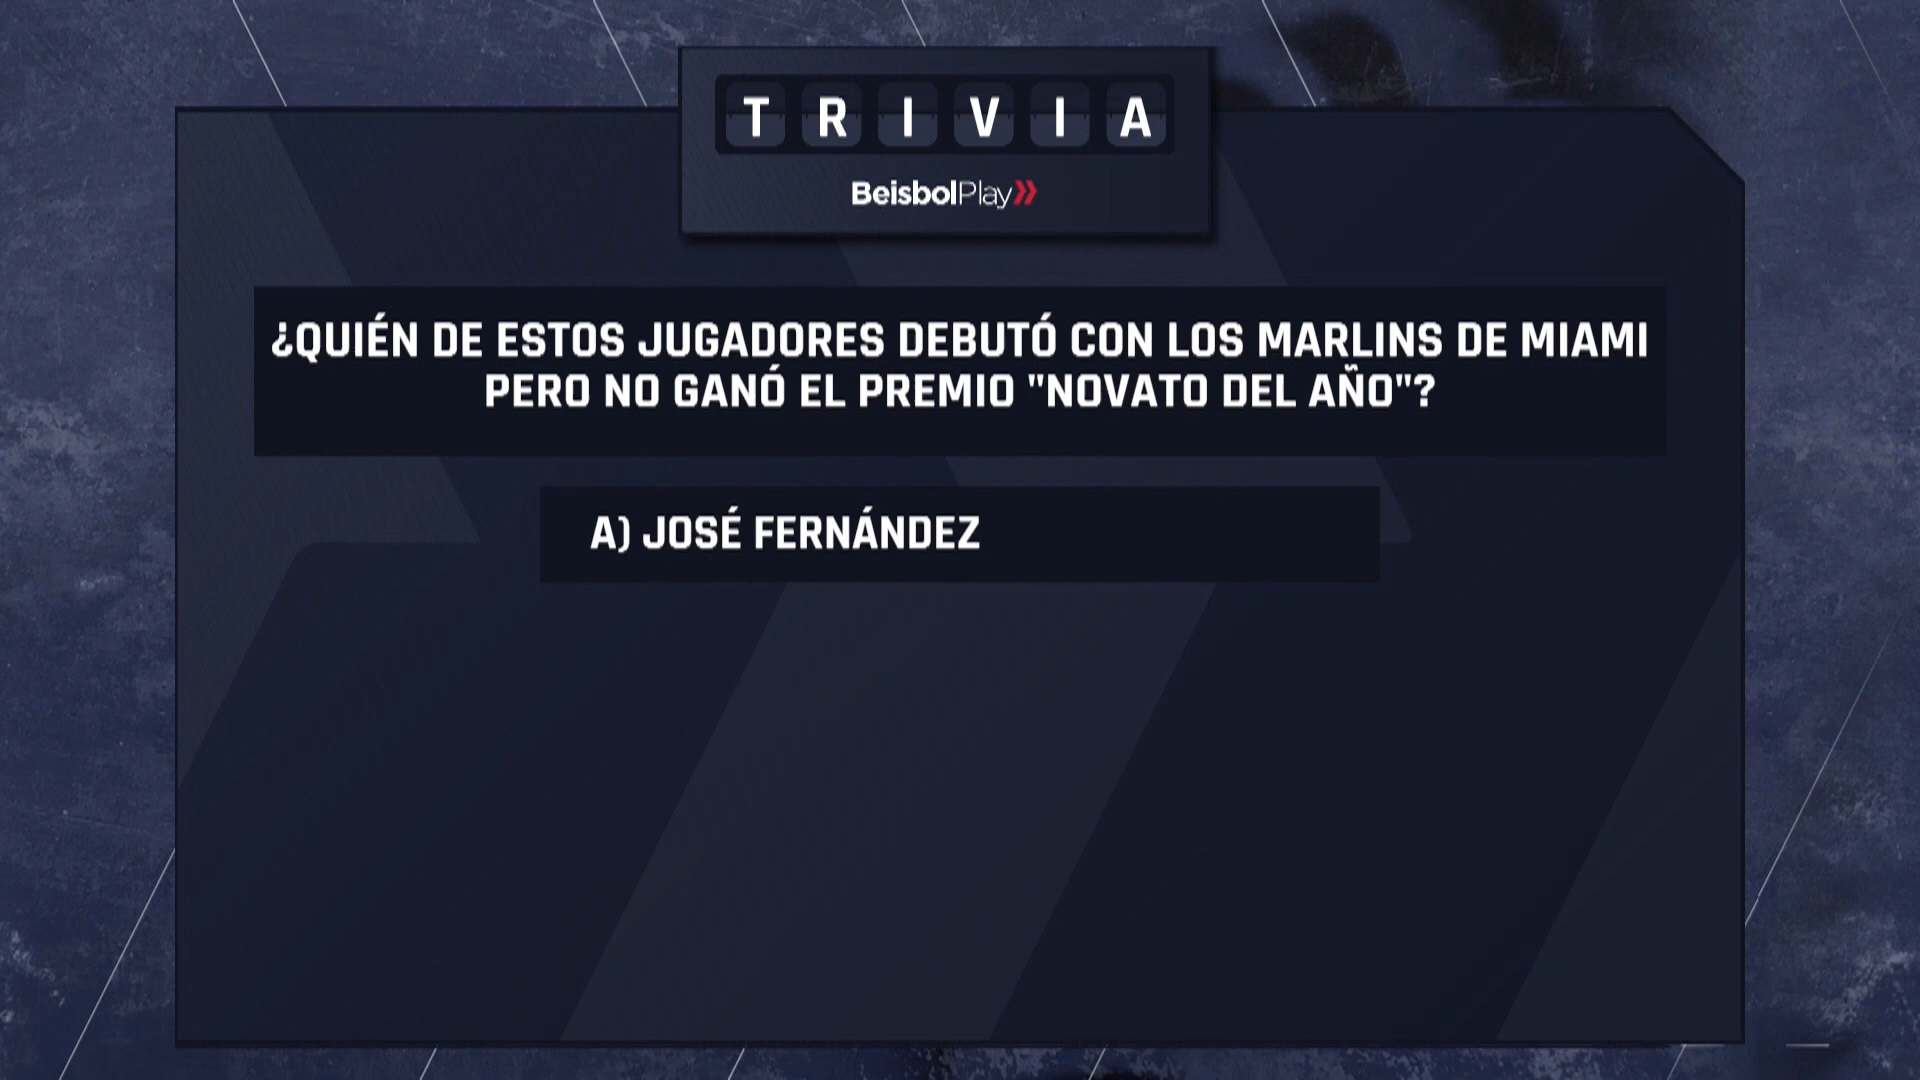 TRIVIA
BeisbolPlay
¿QUIÉN DE ESTOS JUGADORES DEBUTÓ CON LOS MARLINS DE MIAMI
PERO NO GANÓ EL PREMIO "NOVATO DEL AÑO"?
A) JOSÉ FERNÁNDEZ